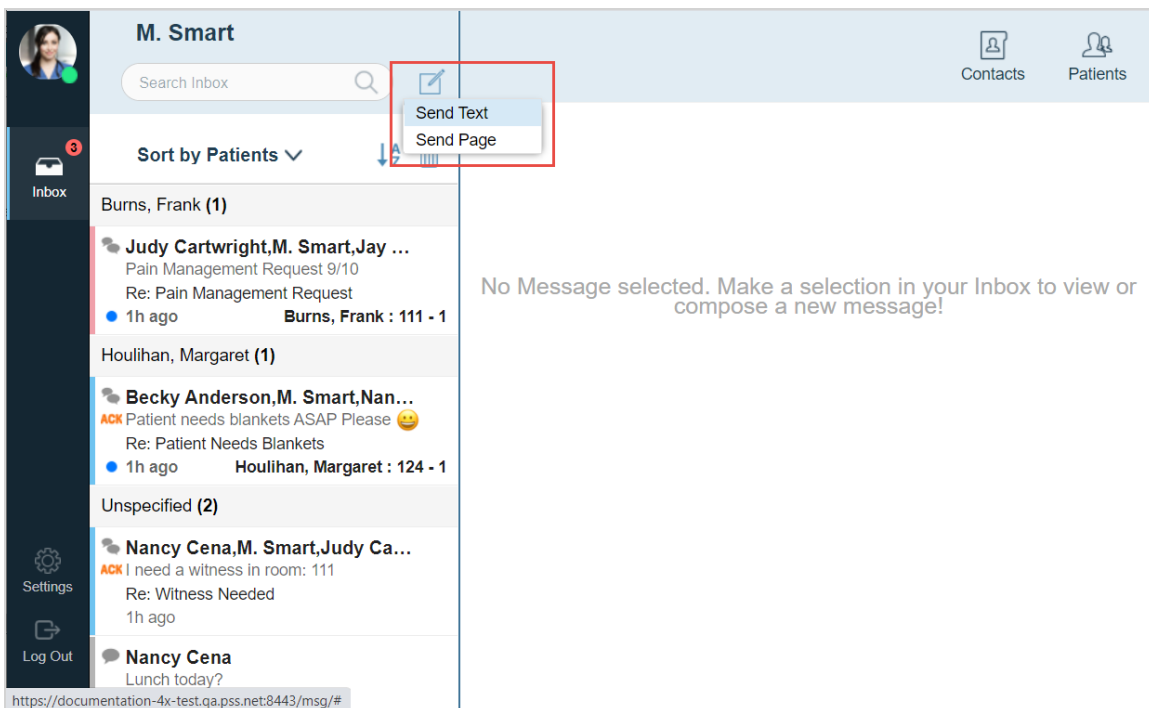 M. Smart
Search Inbox
Send Text
Send Page
Contacts
Patients
3
Inbox
Sort by Patients
A
Z
Burns, Frank (1)
Judy Cartwright,M. Smart,Jay ...
Pain Management Request 9/10
Re: Pain Management Request
1h ago Burns, Frank : 111 - 1
Houlihan, Margaret (1)
Becky Anderson,M. Smart,Nan...
ACK Patient needs blankets ASAP Please 😀
Re: Patient Needs Blankets
1h ago Houlihan, Margaret : 124 - 1
Unspecified (2)
Nancy Cena,M. Smart,Judy Ca...
ACK I need a witness in room: 111
Re: Witness Needed
1h ago
Nancy Cena
Lunch today?
Settings
Log Out
https://documentation-4x-test.qa.pss.net:8443/msg/#
No Message selected. Make a selection in your Inbox to view or
compose a new message!